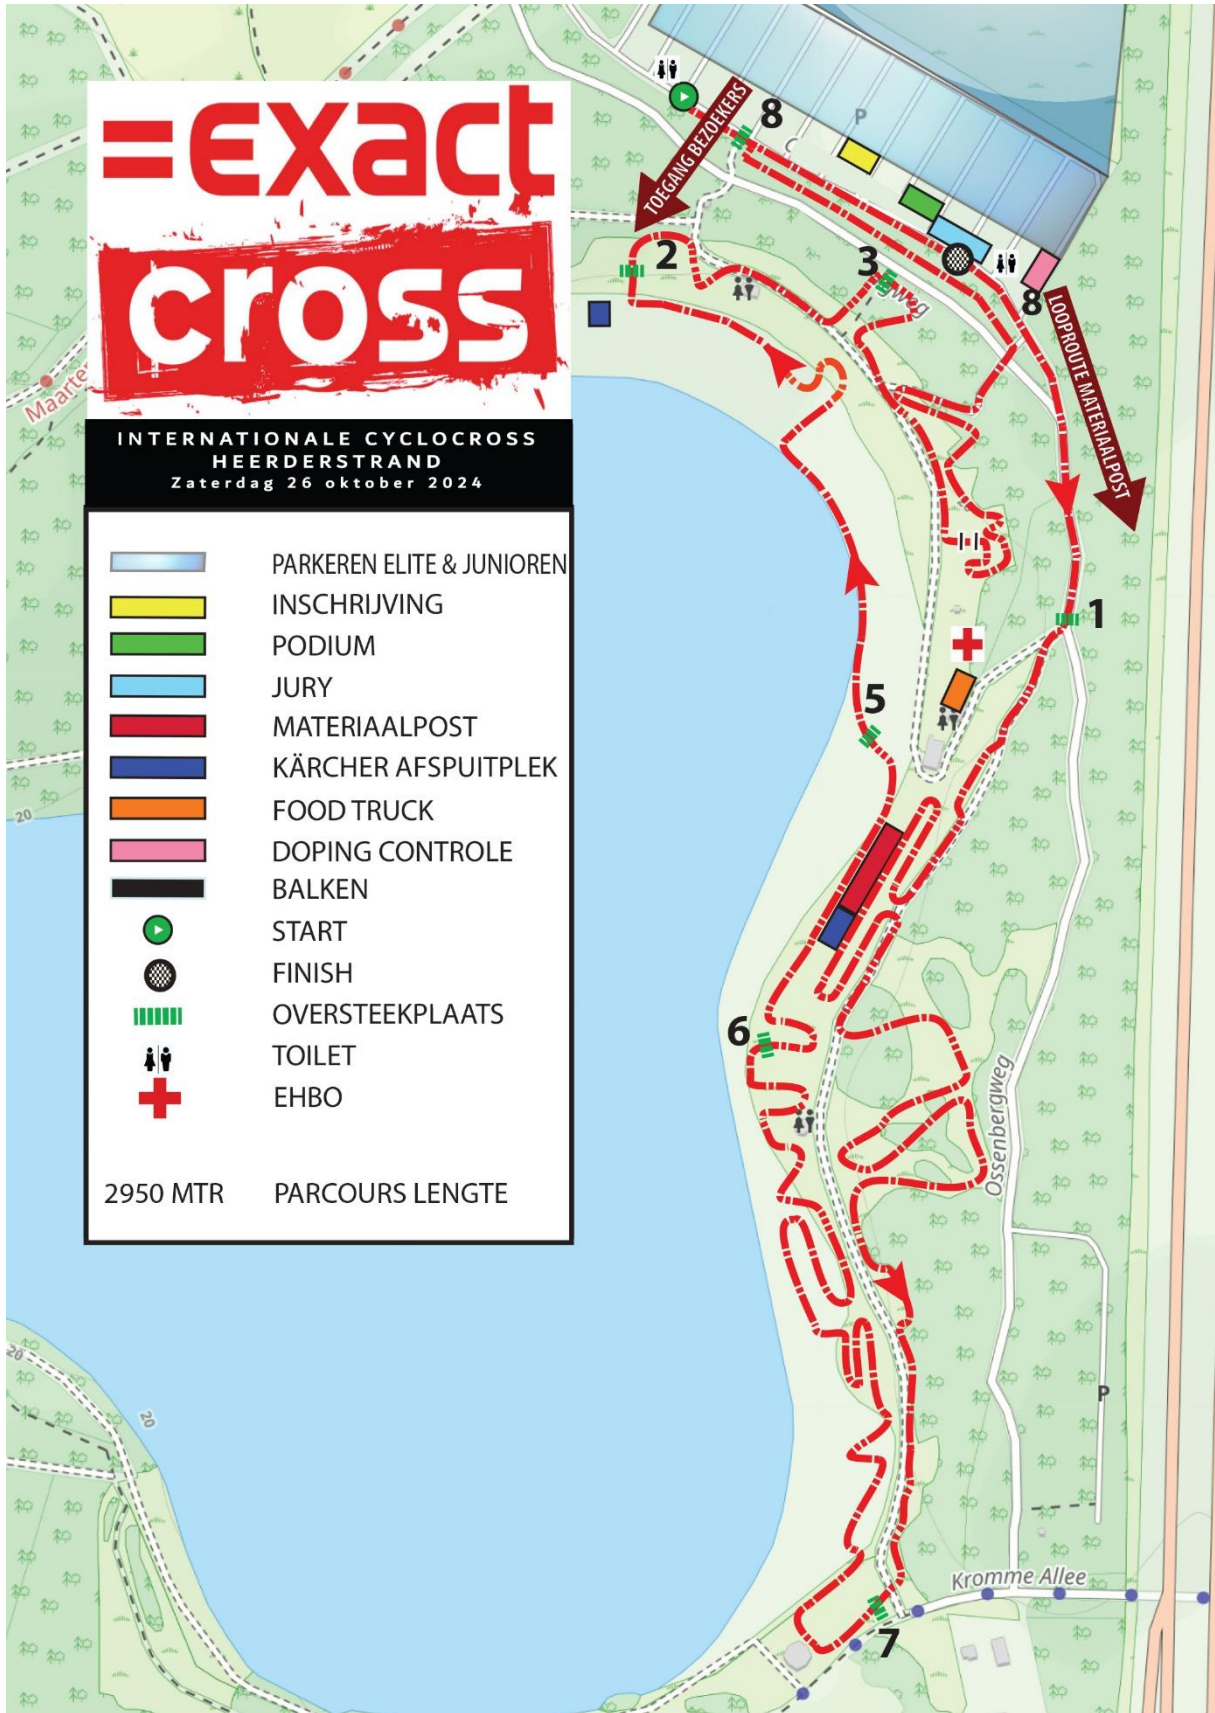 =exact
cross
INTERNATIONALE CYCLOCROSS
HEERDERSTRAND
Zaterdag 26 oktober 2024
PARKEREN ELITE & JUNIOREN
INSCHRIJVING
PODIUM
JURY
MATERIAALPOST
KÄRCHER AFSPUITPLEK
FOOD TRUCK
DOPING CONTROLE
BALKEN
START
FINISH
OVERSTEEKPLAATS
TOILET
EHBO
2950 MTR PARCOURS LENGTE
TOEGANG BEZOEKERS
8
P
2
3
8
LOOPROUTE MATERIAALPOST
1
5
6
Ossenbergweg
P
Kromme Allee
7
20
20
20